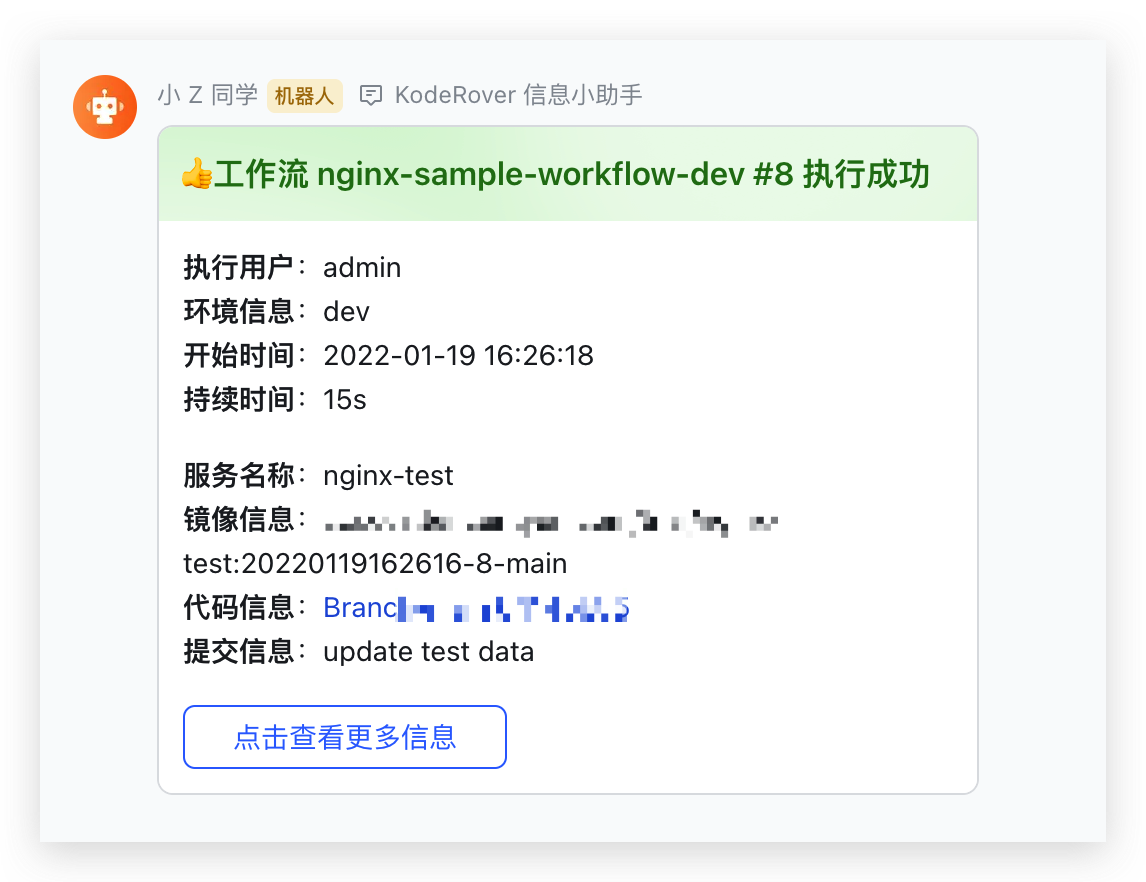 小 Z 同学 机器人 KodeRover 信息小助手
👍工作流 nginx-sample-workflow-dev #8 执行成功
执行用户：admin
环境信息：dev
开始时间：2022-01-19 16:26:18
持续时间：15s
服务名称：nginx-test
镜像信息：
test:20220119162616-8-main
代码信息：
提交信息：update test data
点击查看更多信息